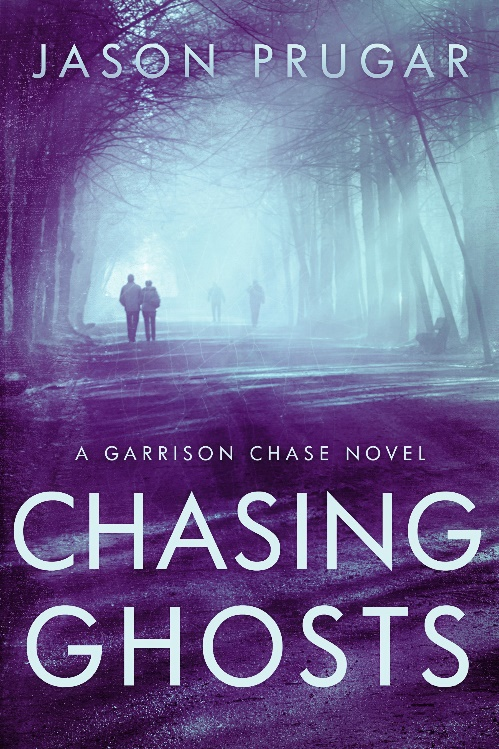 JASON PRUGAR
A GARRISON CHASE NOVEL
CHASING
GHOSTS